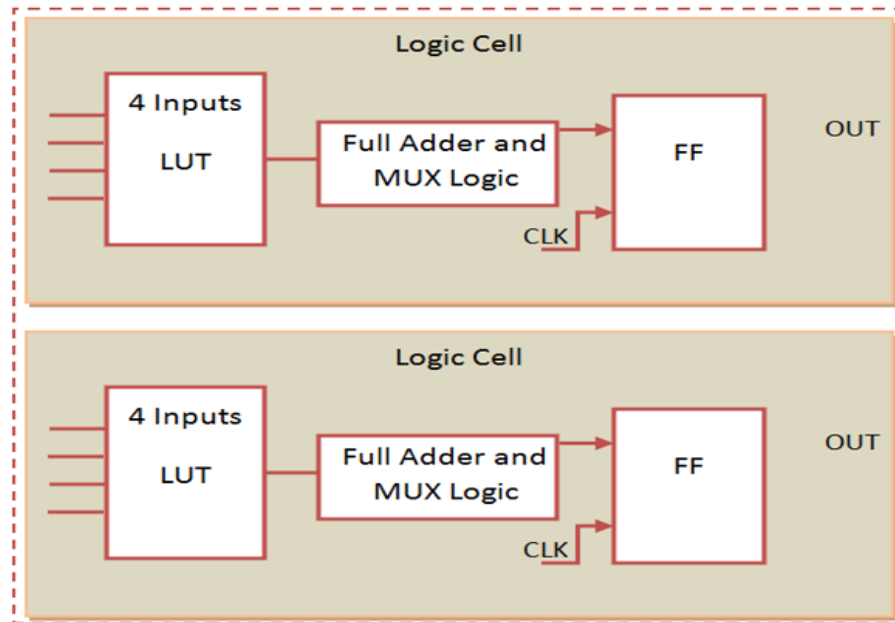 Logic Cell
4 Inputs
LUT
Full Adder and
MUX Logic
FF
OUT
CLK
Logic Cell
4 Inputs
LUT
Full Adder and
MUX Logic
FF
OUT
CLK